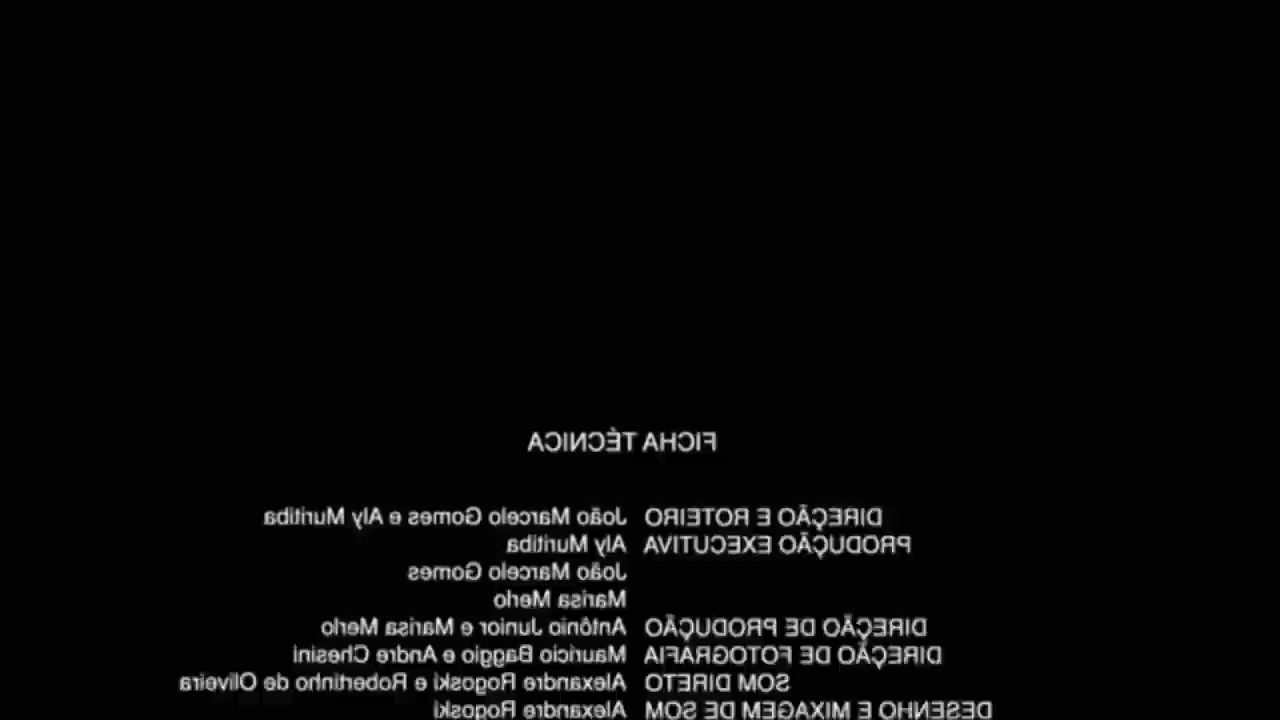 FICHA TÉCNICA
DIREÇÃO E ROTEIRO João Marcelo Gomes e Aly Muritiba
PRODUÇÃO EXECUTIVA Aly Muritiba
João Marcelo Gomes
Marisa Merlo
DIREÇÃO DE PRODUÇÃO Antônio Junior e Marisa Merlo
DIREÇÃO DE FOTOGRAFIA Mauricio Baggio e Andre Chesini
SOM DIRETO Alexandre Rogoski e Robertinho de Oliveira
DESENHO E MIXAGEM DE SOM Alexandre Rogoski